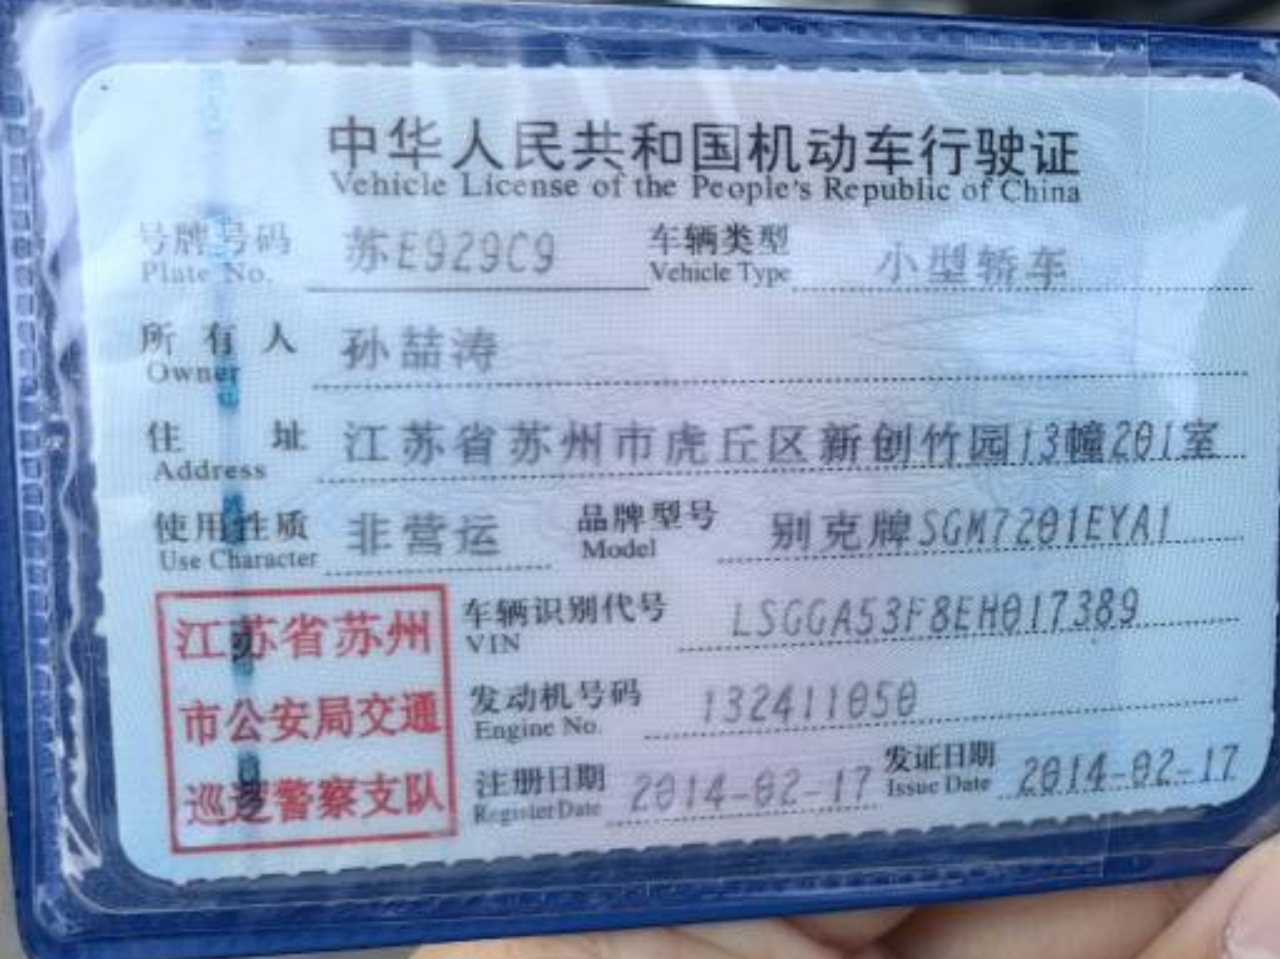 中华人民共和国机动车行驶证
Vehicle License of the People's Republic of China
号牌号码 苏E929C9 车辆类型 小型轿车
Plate No. Vehicle Type
所有人 孙喆涛
Owner
住址 江苏省苏州市虎丘区新创竹园13幢201室
Address
使用性质 非营运 品牌型号 别克牌SGM7201EYA1
Use Character Model
江苏省苏州
市公安局交通
巡逻警察支队
车辆识别代号 LSGGA53F8EH017389
VIN
发动机号码 132411050
Engine No.
注册日期 2014-02-17 发证日期 2014-02-17
Register Date Issue Date